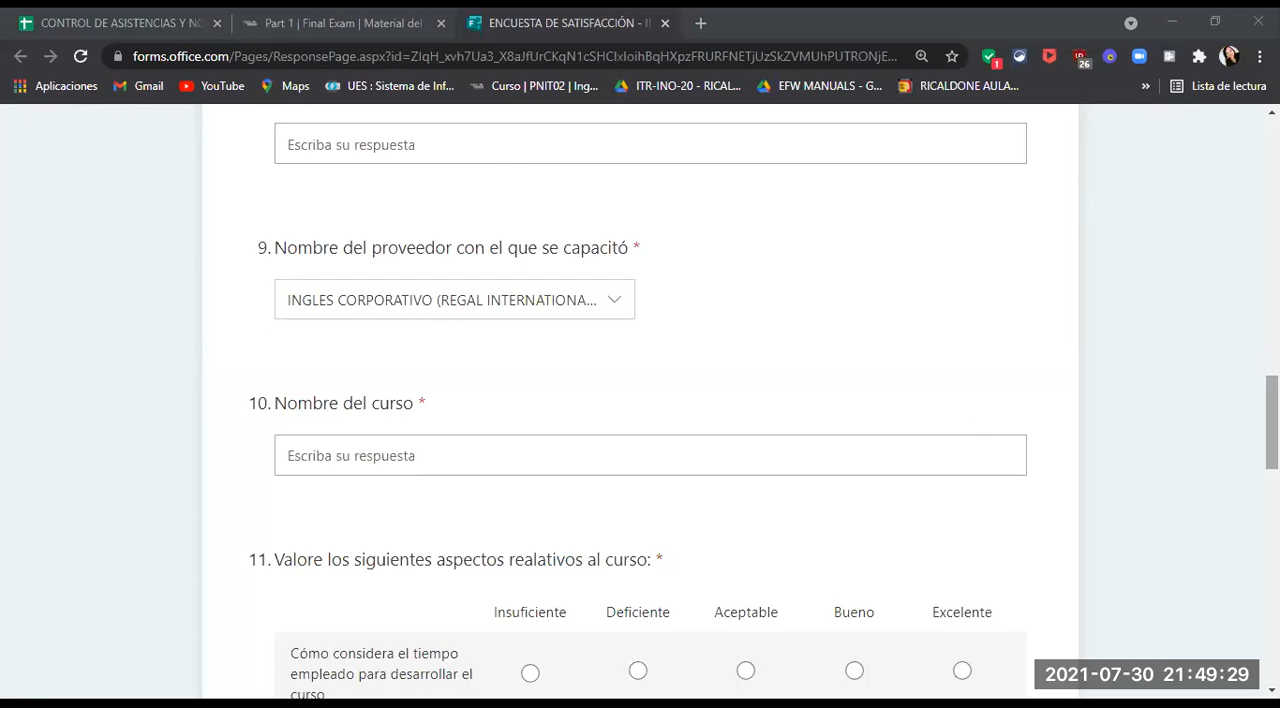 CONTROL DE ASISTENCIAS Y NO
Part 1 | Final Exam | Material del
ENCUESTA DE SATISFACCIÓN - II
forms.office.com/Pages/ResponsePage.aspx?id=
1
26
Aplicaciones
Gmail
YouTube
Maps
UES : Sistema de Inf...
Curso | PNIT02 | Ing...
ITR-INO-20 - RICAL...
EFW MANUALS - G...
RICALDONE AULA...
»
Lista de lectura
Escriba su respuesta
9. Nombre del proveedor con el que se capacitó *
INGLES CORPORATIVO (REGAL INTERNATIONA...
10. Nombre del curso *
Escriba su respuesta
11. Valore los siguientes aspectos realativos al curso: *
Insuficiente Deficiente Aceptable Bueno Excelente
Cómo considera el tiempo
empleado para desarrollar el
curso
2021-07-30 21:49:29